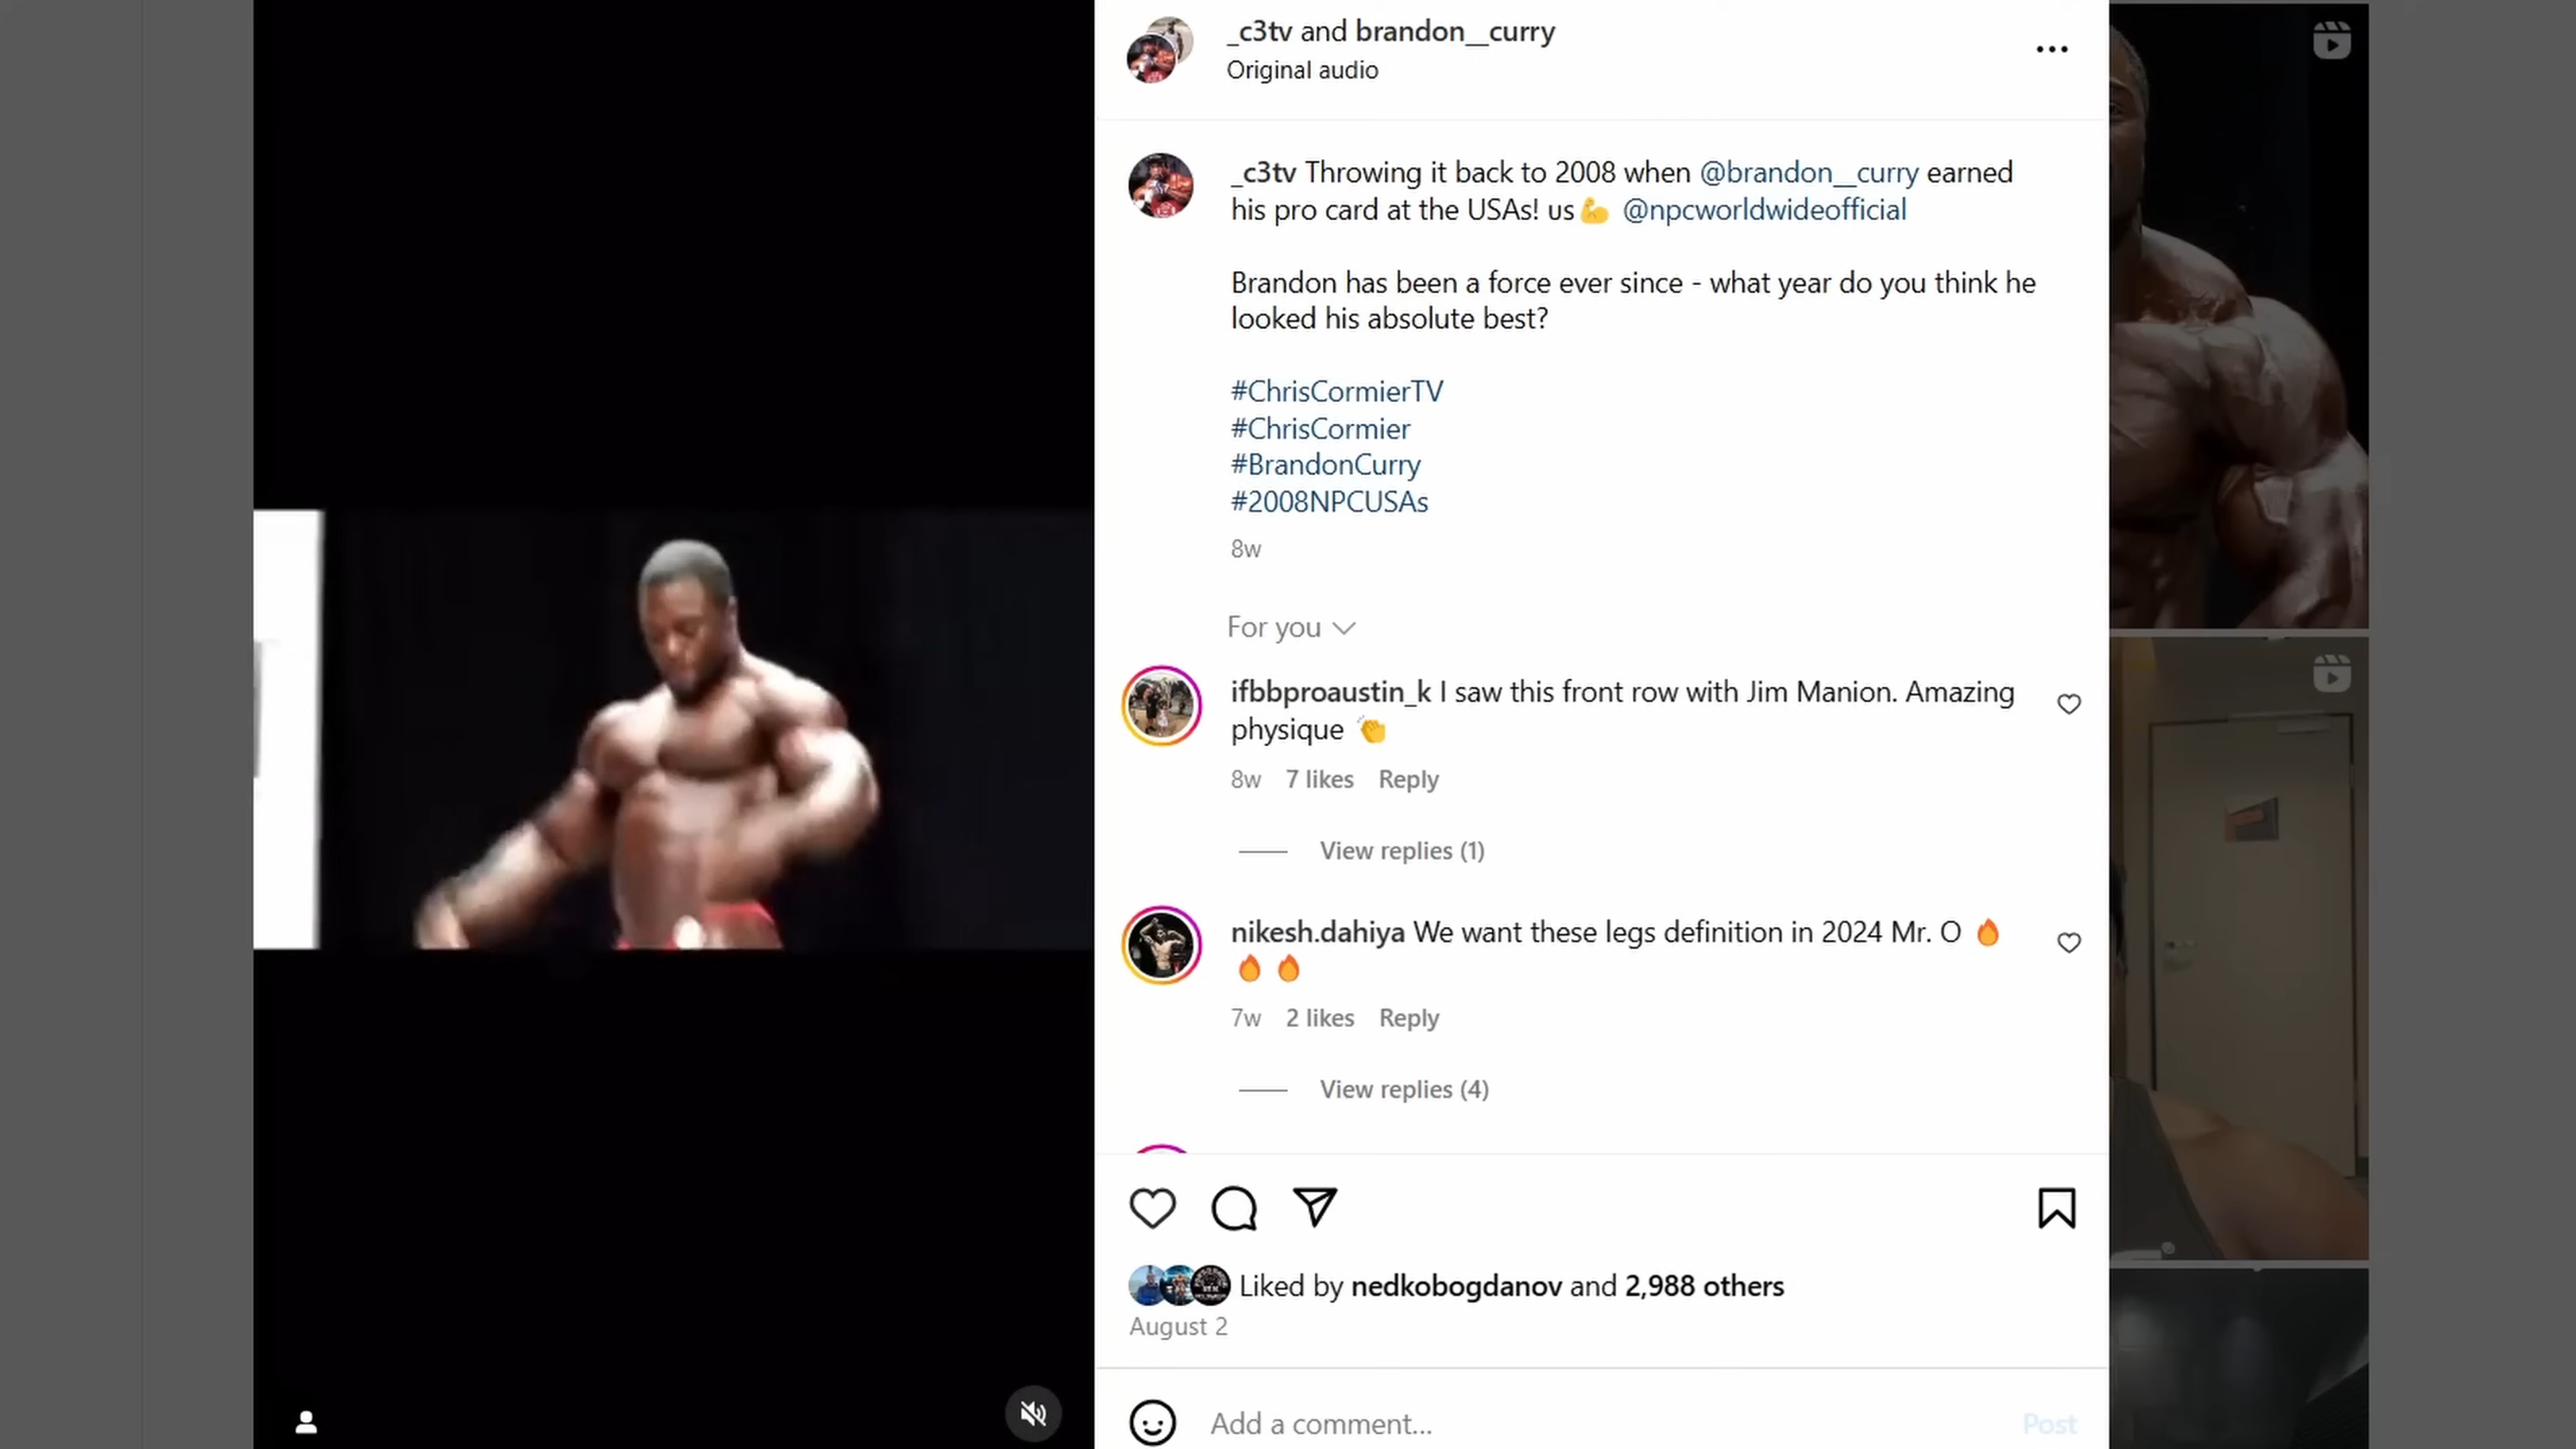 _c3tv and brandon__curry
Original audio
_c3tv Throwing it back to 2008 when @brandon__curry earned
his pro card at the USAs! us💪 @npcworldwideofficial
Brandon has been a force ever since - what year do you think he
looked his absolute best?
#ChrisCormierTV
#ChrisCormier
#BrandonCurry
#2008NPCUSAs
8w
For you
ifbbproaustin_k I saw this front row with Jim Manion. Amazing
physique 👏
8w 7 likes Reply
View replies (1)
nikesh.dahiya We want these legs definition in 2024 Mr. O 🔥
🔥 🔥
7w 2 likes Reply
View replies (4)
Liked by nedkobogdanov and 2,988 others
August 2
Add a comment...
Post